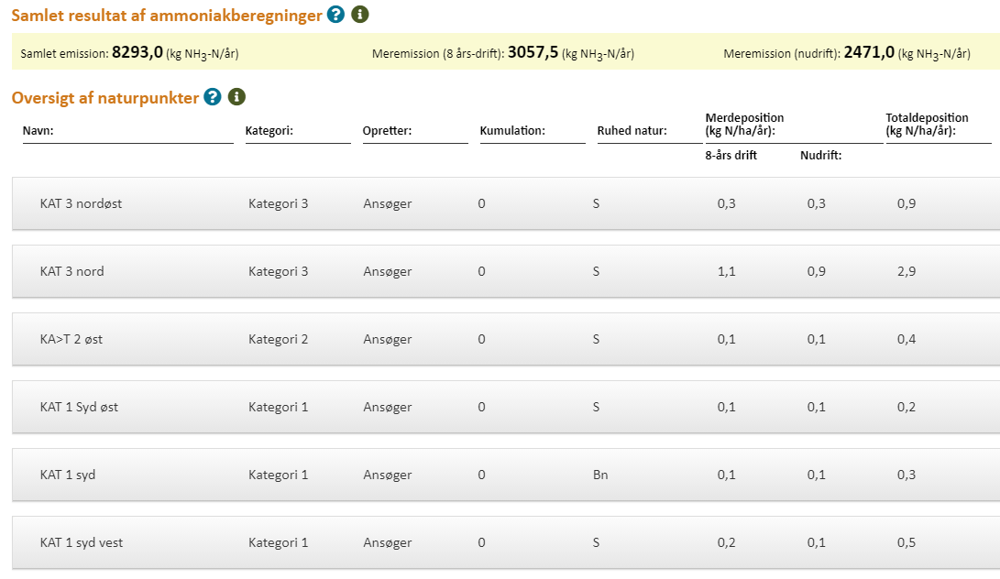 Samlet resultat af ammoniakberegninger ? i
Samlet emission: 8293,0 (kg NH3-N/år) Meremission (8 års-drift): 3057,5 (kg NH3-N/år) Meremission (nudrift): 2471,0 (kg NH3-N/år)
Oversigt af naturpunkter ? i
Navn: Kategori: Opretter: Kumulation: Ruhed natur: Merdeposition (kg N/ha/år): Totaldeposition (kg N/ha/år):
8-års drift Nudrift:
KAT 3 nordøst Kategori 3 Ansøger 0 S 0,3 0,3 0,9
KAT 3 nord Kategori 3 Ansøger 0 S 1,1 0,9 2,9
KA>T 2 øst Kategori 2 Ansøger 0 S 0,1 0,1 0,4
KAT 1 Syd øst Kategori 1 Ansøger 0 S 0,1 0,1 0,2
KAT 1 syd Kategori 1 Ansøger 0 Bn 0,1 0,1 0,3
KAT 1 syd vest Kategori 1 Ansøger 0 S 0,2 0,1 0,5